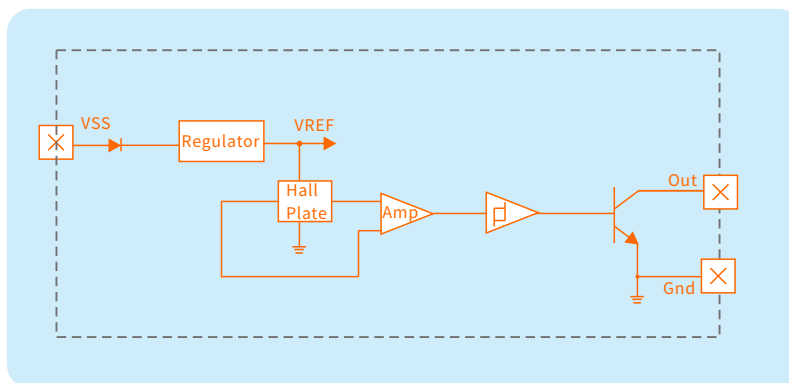 VSS
Regulator
VREF
Hall
Plate
Amp
Out
Gnd